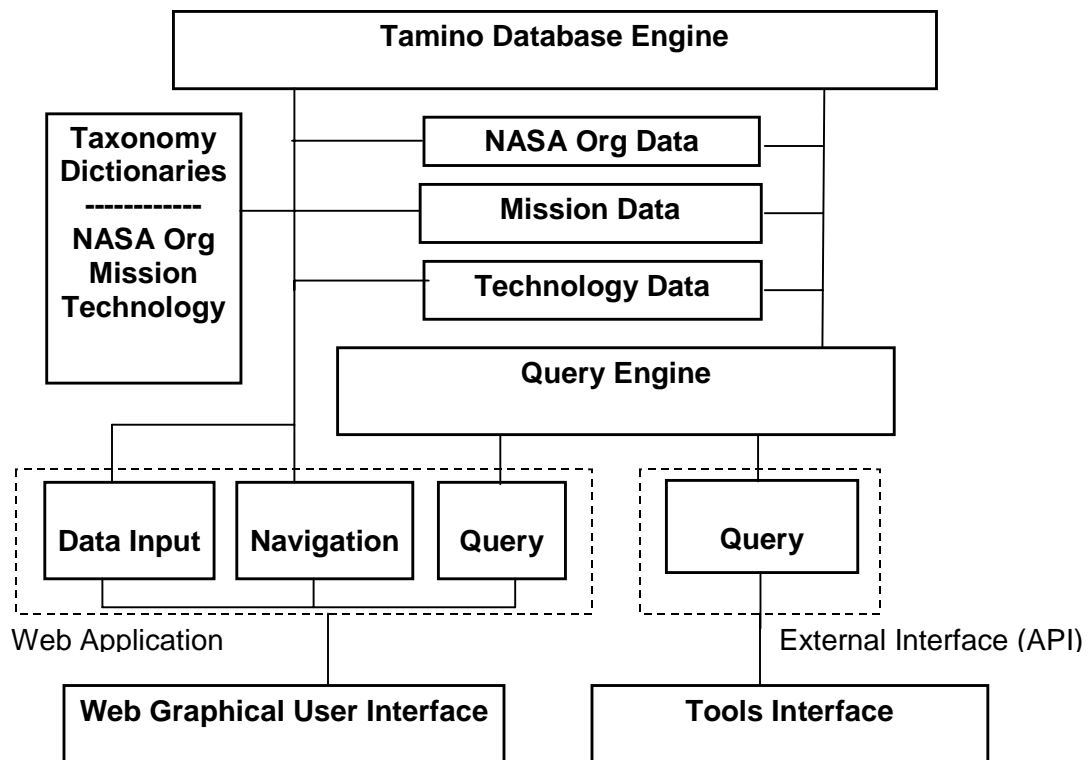 Tamino Database Engine
Taxonomy
Dictionaries
------------
NASA Org
Mission
Technology
NASA Org Data
Mission Data
Technology Data
Query Engine
Data Input
Navigation
Query
Query
Web Application
External Interface (API)
Web Graphical User Interface
Tools Interface